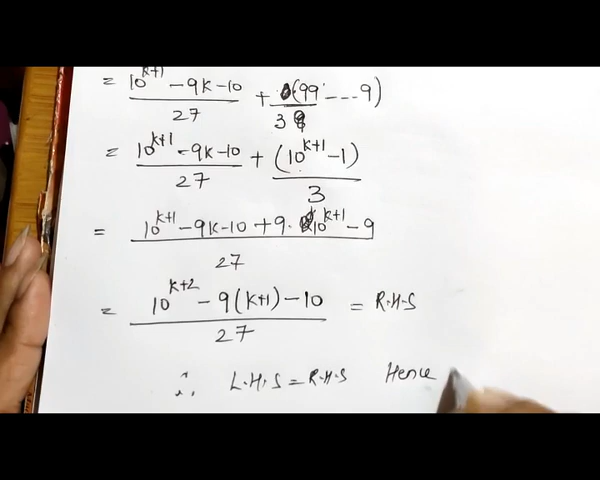 = 10^{k+1} - 9k - 10 / 27 + (99 --- 9) / 3
= 10^{k+1} - 9k - 10 / 27 + (10^{k+1} - 1) / 3
= 10^{k+1} - 9k - 10 + 9. 10^{k+1} - 9 / 27
= 10^{k+2} - 9(k+1) - 10 / 27 = R.H.S
∴ L.H.S = R.H.S Hence